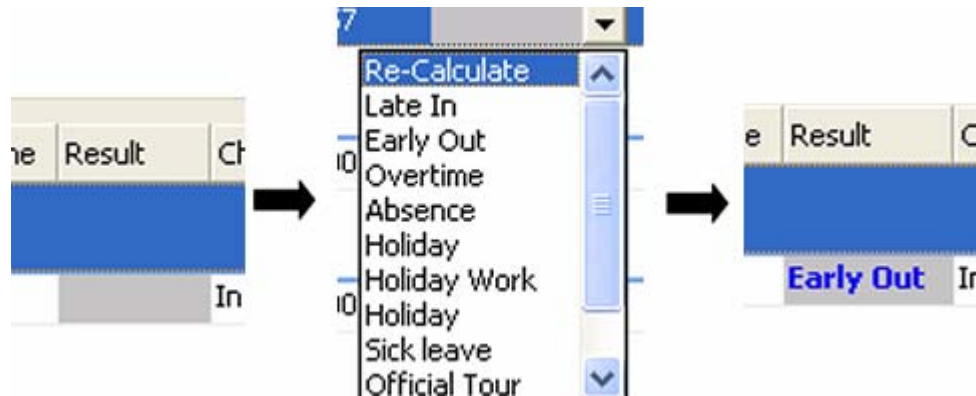 Result
In
67
Re-Calculate
Late In
Early Out
Overtime
Absence
Holiday
Holiday Work
Holiday
Sick leave
Official Tour
Result
Early Out